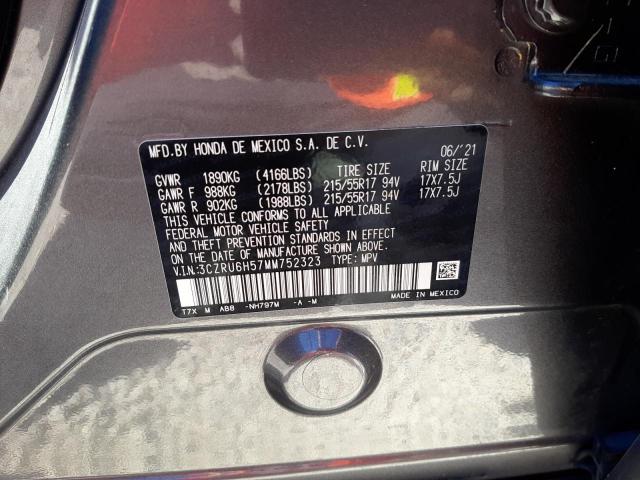 MFD.BY HONDA DE MEXICO S.A. DE C.V. 06/'21
GVWR 1890KG (4166LBS) TIRE SIZE RIM SIZE
GAWR F 988KG (2178LBS) 215/55R17 94V 17X7.5J
GAWR R 902KG (1988LBS) 215/55R17 94V 17X7.5J
THIS VEHICLE CONFORMS TO ALL APPLICABLE
FEDERAL MOTOR VEHICLE SAFETY
AND THEFT PREVENTION STANDARDS IN EFFECT
ON THE DATE OF MANUFACTURE SHOWN ABOVE.
V.I.N:3CZRU6H57MM752323 TYPE: MPV
T7X M AB8 -NH797M -A -M MADE IN MEXICO